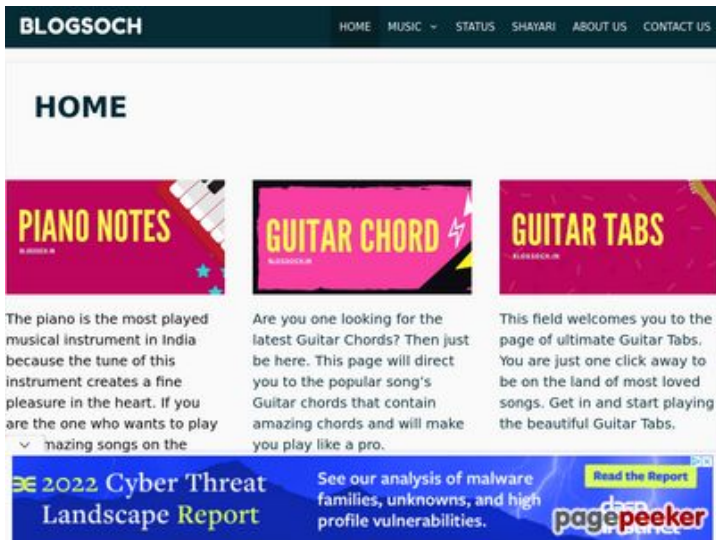 BLOGSOCH
HOME MUSIC STATUS SHAYARI ABOUT US CONTACT US
HOME
PIANO NOTES
BLOGSOCH.IN
The piano is the most played
musical instrument in India
because the tune of this
instrument creates a fine
pleasure in the heart. If you
are the one who wants to play
mazing songs on the
GUITAR CHORD
BLOGSOCH.IN
Are you one looking for the
latest Guitar Chords? Then just
be here. This page will direct
you to the popular song's
Guitar chords that contain
amazing chords and will make
you play like a pro.
GUITAR TABS
BLOGSOCH.IN
This field welcomes you to the
page of ultimate Guitar Tabs.
You are just one click away to
be on the land of most loved
songs. Get in and start playing
the beautiful Guitar Tabs.
2022 Cyber Threat
Landscape Report
See our analysis of malware
families, unknowns, and high
profile vulnerabilities.
Read the Report
pagepeeker